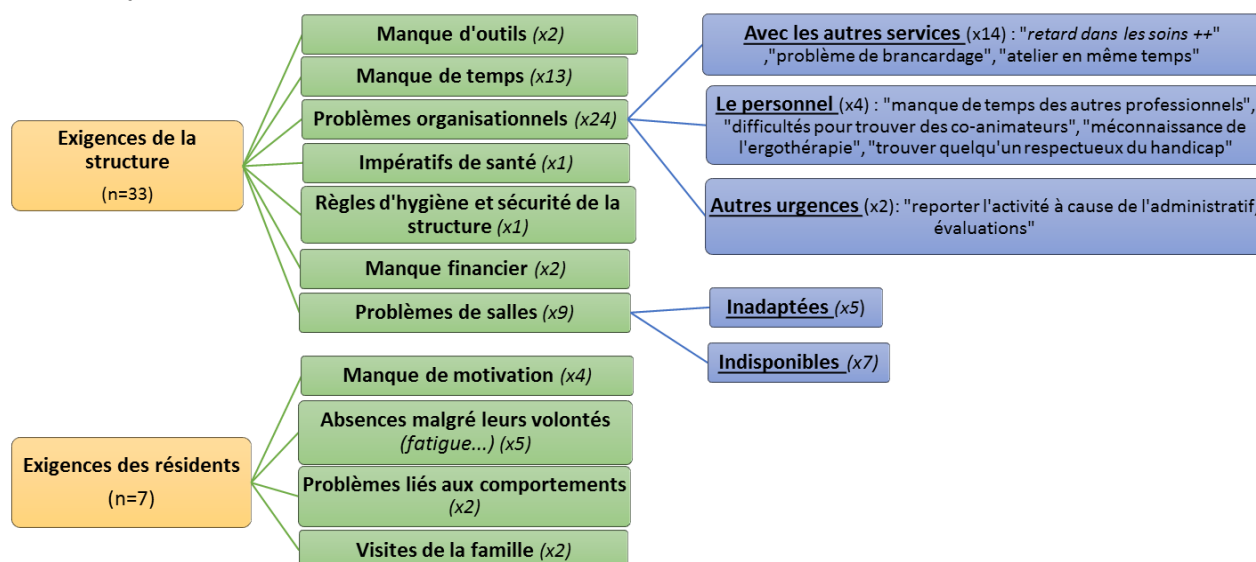 Exigences de la
structure
(n=33)
Manque d'outils (x2)
Manque de temps (x13)
Problèmes organisationnels (x24)
Impératifs de santé (x1)
Règles d'hygiène et sécurité de la
structure (x1)
Manque financier (x2)
Problèmes de salles (x9)
Avec les autres services (x14) : "retard dans les soins ++"
,"problème de brancardage", "atelier en même temps"
Le personnel (x4) : "manque de temps des autres professionnels",
"difficultés pour trouver des co-animateurs", "méconnaissance de
l'ergothérapie", "trouver quelqu'un respectueux du handicap"
Autres urgences (x2): "reporter l'activité à cause de l'administratif,
évaluations"
Inadaptées (x5)
Indisponibles (x7)
Exigences des résidents
(n=7)
Manque de motivation (x4)
Absences malgré leurs volontés
(fatigue...) (x5)
Problèmes liés aux comportements
(x2)
Visites de la famille (x2)